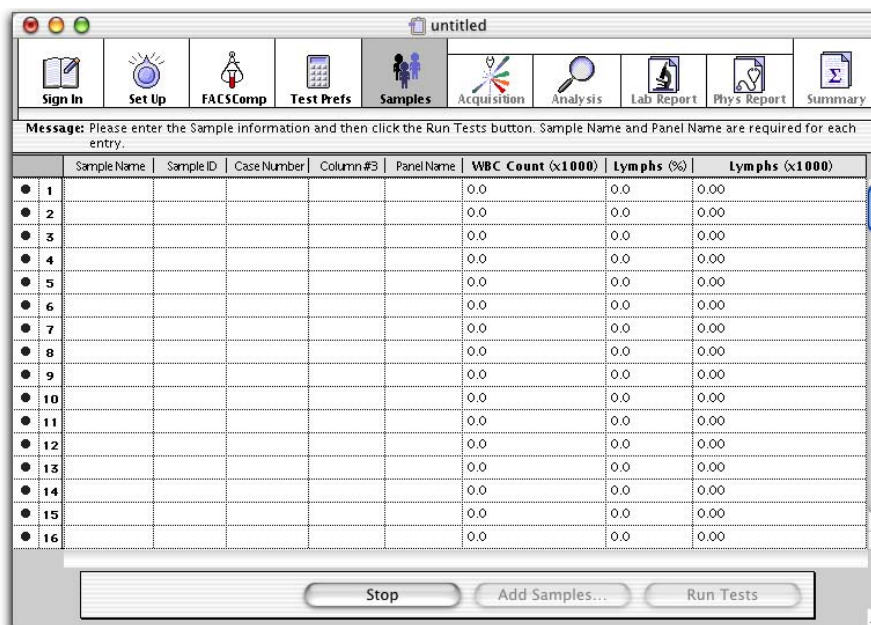 untitled
Sign In Set Up FACSComp Test Prefs Samples Acquisition Analysis Lab Report Phys Report Summary
Message: Please enter the Sample information and then click the Run Tests button. Sample Name and Panel Name are required for each
entry.
Sample Name Sample ID Case Number Column #3 Panel Name WBC Count (x1000) Lymphs (%) Lymphs (x1000)
1 0.0 0.0 0.00
2 0.0 0.0 0.00
3 0.0 0.0 0.00
4 0.0 0.0 0.00
5 0.0 0.0 0.00
6 0.0 0.0 0.00
7 0.0 0.0 0.00
8 0.0 0.0 0.00
9 0.0 0.0 0.00
10 0.0 0.0 0.00
11 0.0 0.0 0.00
12 0.0 0.0 0.00
13 0.0 0.0 0.00
14 0.0 0.0 0.00
15 0.0 0.0 0.00
16 0.0 0.0 0.00
Stop Add Samples... Run Tests